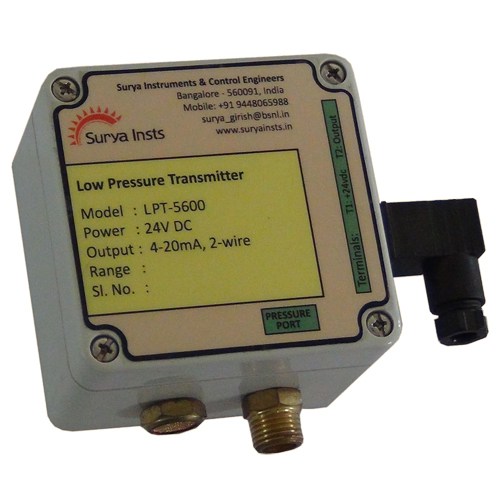 Surya Instruments & Control Engineers
Bangalore - 560091, India
Mobile: +91 9448065988
surya_girish@bsnl.in
www.suryainsts.in
Surya Insts
Low Pressure Transmitter
Model : LPT-5600
Power : 24V DC
Output : 4-20mA, 2-wire
Range :
Sl. No. :
Terminals: T1: +24vdc T2: Output
PRESSURE
PORT